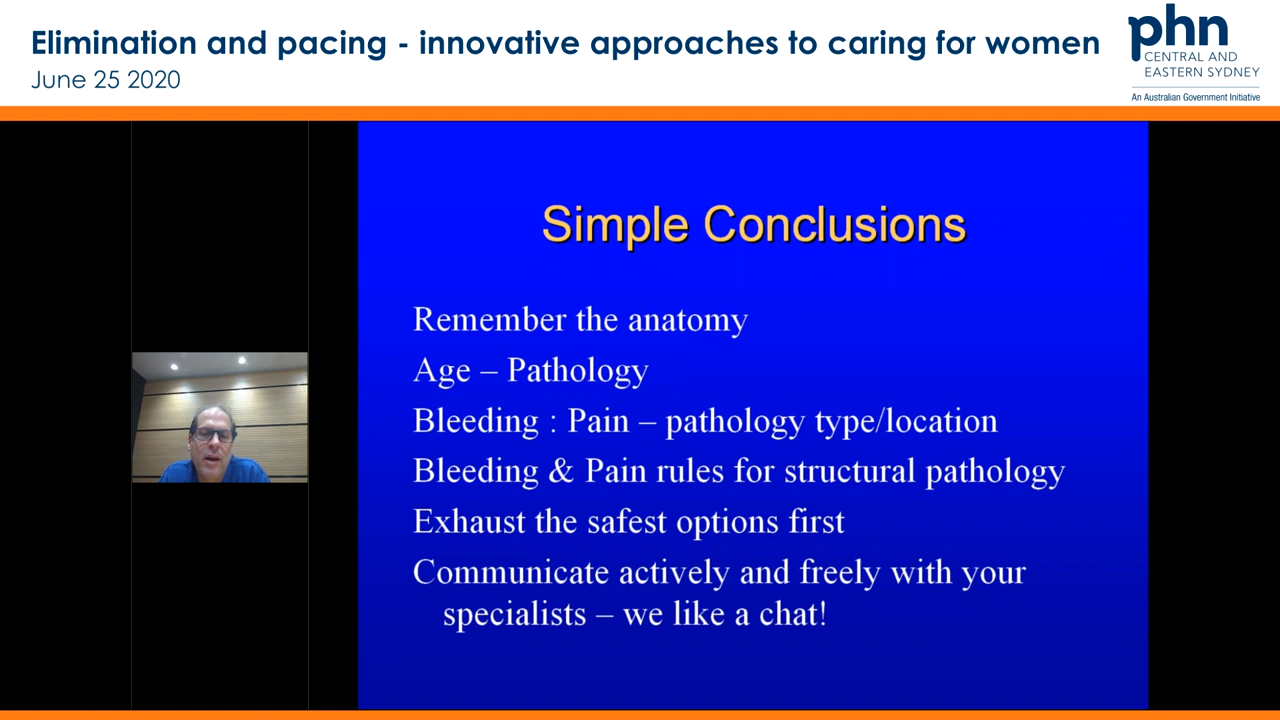 Elimination and pacing - innovative approaches to caring for women
June 25 2020
phn
CENTRAL AND
EASTERN SYDNEY
An Australian Government Initiative
Simple Conclusions
Remember the anatomy
Age – Pathology
Bleeding : Pain – pathology type/location
Bleeding & Pain rules for structural pathology
Exhaust the safest options first
Communicate actively and freely with your
specialists – we like a chat!